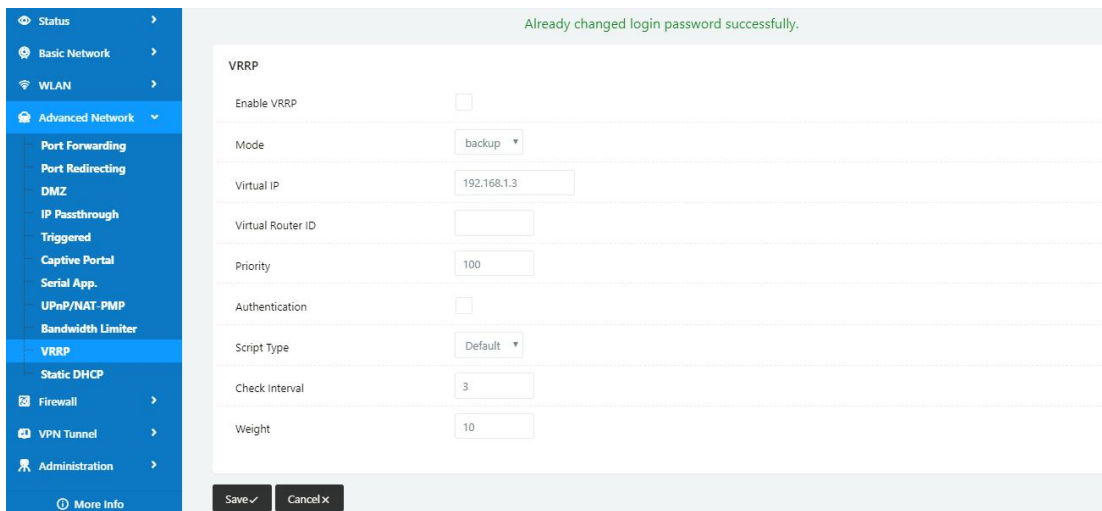 Status
Basic Network
WLAN
Advanced Network
Port Forwarding
Port Redirecting
DMZ
IP Passthrough
Triggered
Captive Portal
Serial App.
UPnP/NAT-PMP
Bandwidth Limiter
VRRP
Static DHCP
Firewall
VPN Tunnel
Administration
More Info
Already changed login password successfully.
VRRP
Enable VRRP
Mode backup
Virtual IP 192.168.1.3
Virtual Router ID
Priority 100
Authentication
Script Type Default
Check Interval 3
Weight 10
Save Cancel